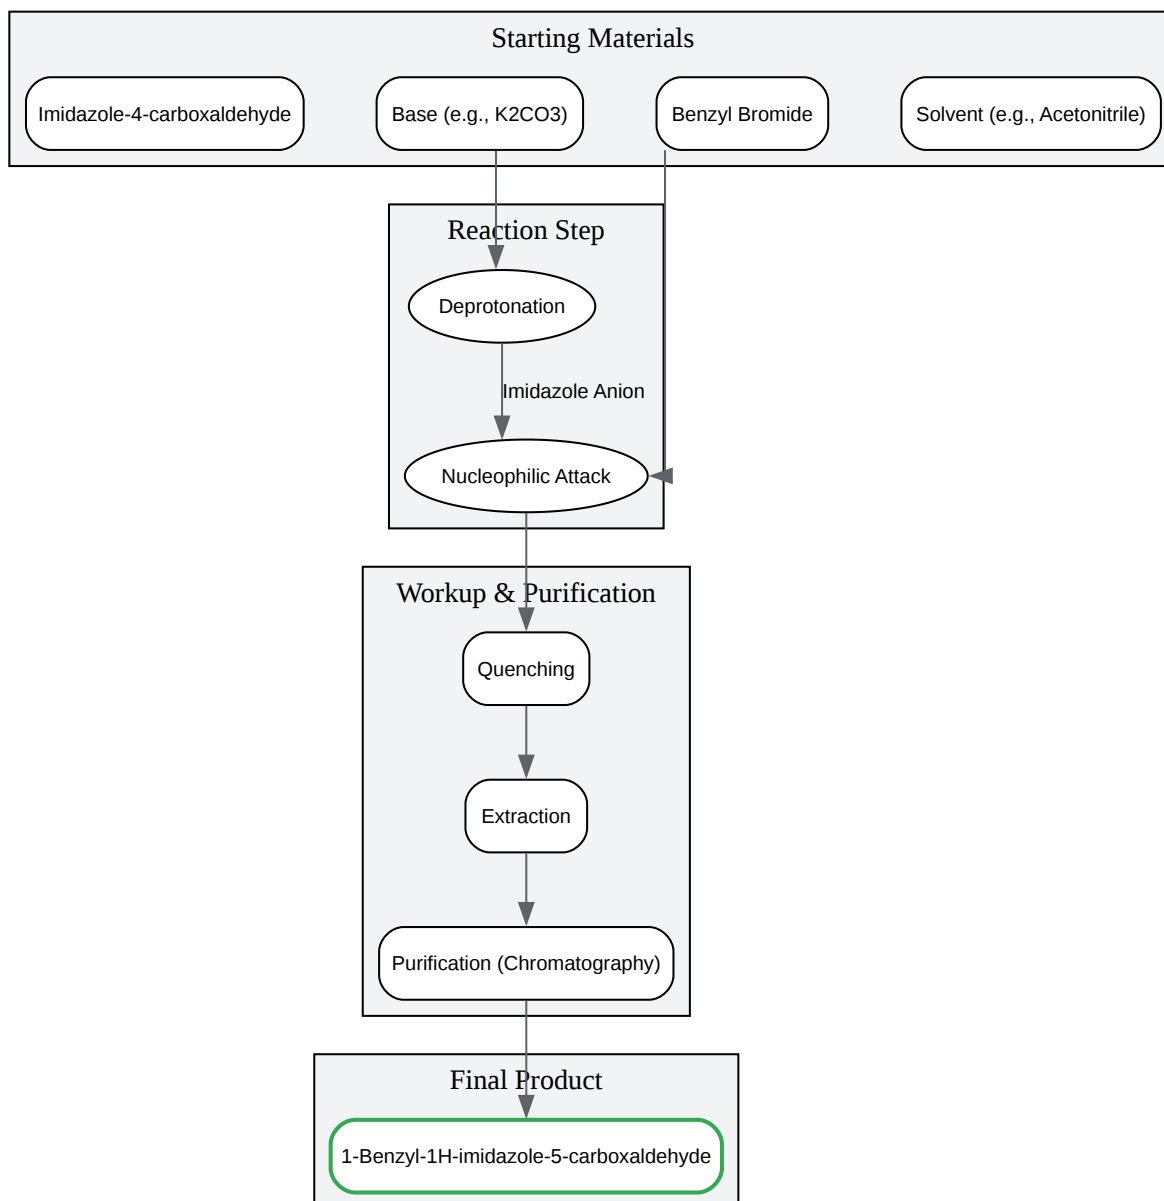 Starting Materials
Imidazole-4-carboxaldehyde
Base (e.g., K2CO3)
Benzyl Bromide
Solvent (e.g., Acetonitrile)
Reaction Step
Deprotonation
Imidazole Anion
Nucleophilic Attack
Workup & Purification
Quenching
Extraction
Purification (Chromatography)
Final Product
1-Benzyl-1H-imidazole-5-carboxaldehyde